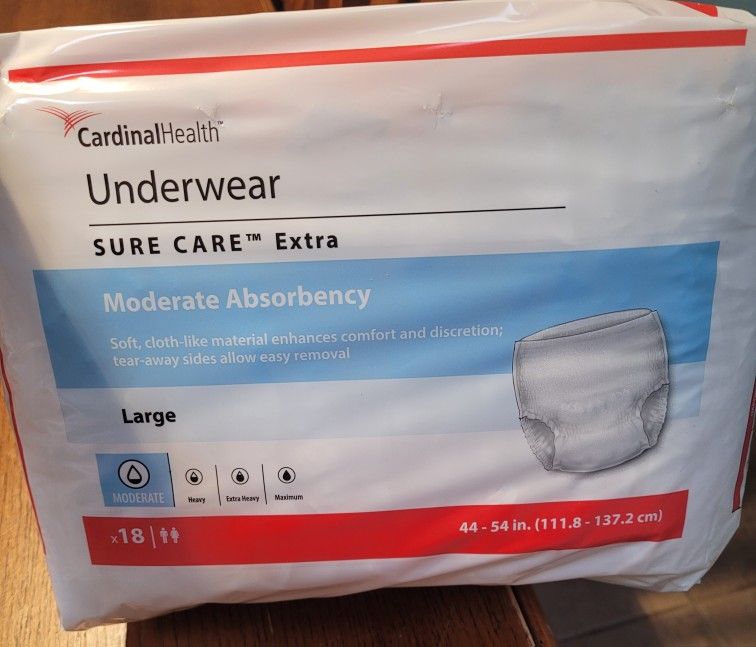 CardinalHealth™
Underwear
SURE CARE™ Extra
Moderate Absorbency
Soft, cloth-like material enhances comfort and discretion;
tear-away sides allow easy removal
Large
MODERATE Heavy Extra Heavy Maximum
x18 44 - 54 in. (111.8 - 137.2 cm)